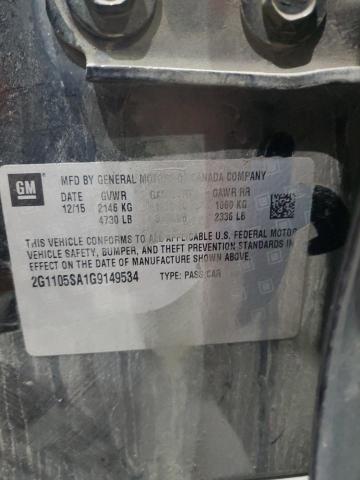 GM
MFD BY GENERAL MOTORS OF CANADA COMPANY
GVWR GAWR RR
12/15 2146 KG 1060 KG
4730 LB 2336 LB
THIS VEHICLE CONFORMS TO ALL APPLICABLE U.S. FEDERAL MOTOR
VEHICLE SAFETY, BUMPER, AND THEFT PREVENTION STANDARDS IN
EFFECT ON THE DATE OF MANUFACTURE SHOWN ABOVE.
2G1105SA1G9149534 TYPE: PASS CAR